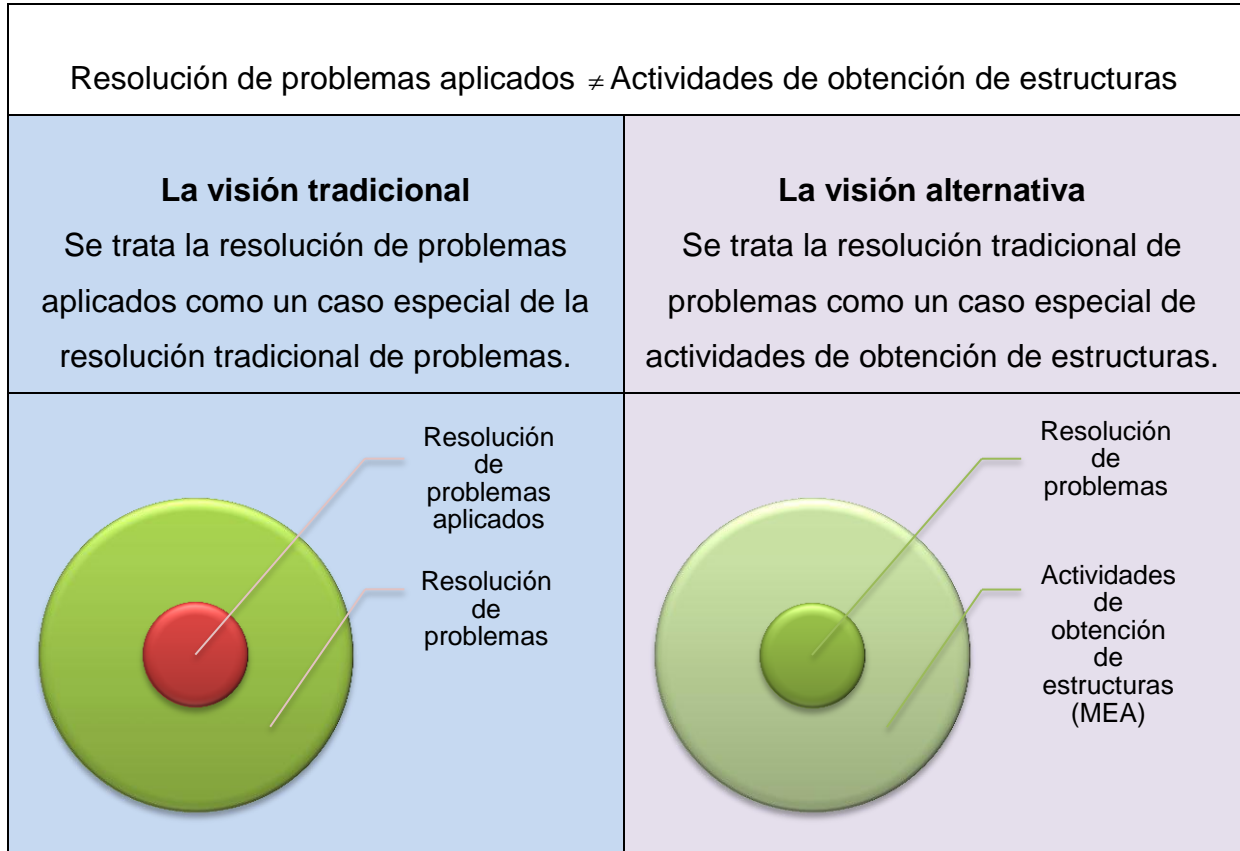 Resolución de problemas aplicados ≠ Actividades de obtención de estructuras
La visión tradicional
Se trata la resolución de problemas
aplicados como un caso especial de la
resolución tradicional de problemas.
La visión alternativa
Se trata la resolución tradicional de
problemas como un caso especial de
actividades de obtención de estructuras.
Resolución
de
problemas
aplicados
Resolución
de
problemas
Resolución
de
problemas
Actividades
de
obtención
de
estructuras
(MEA)